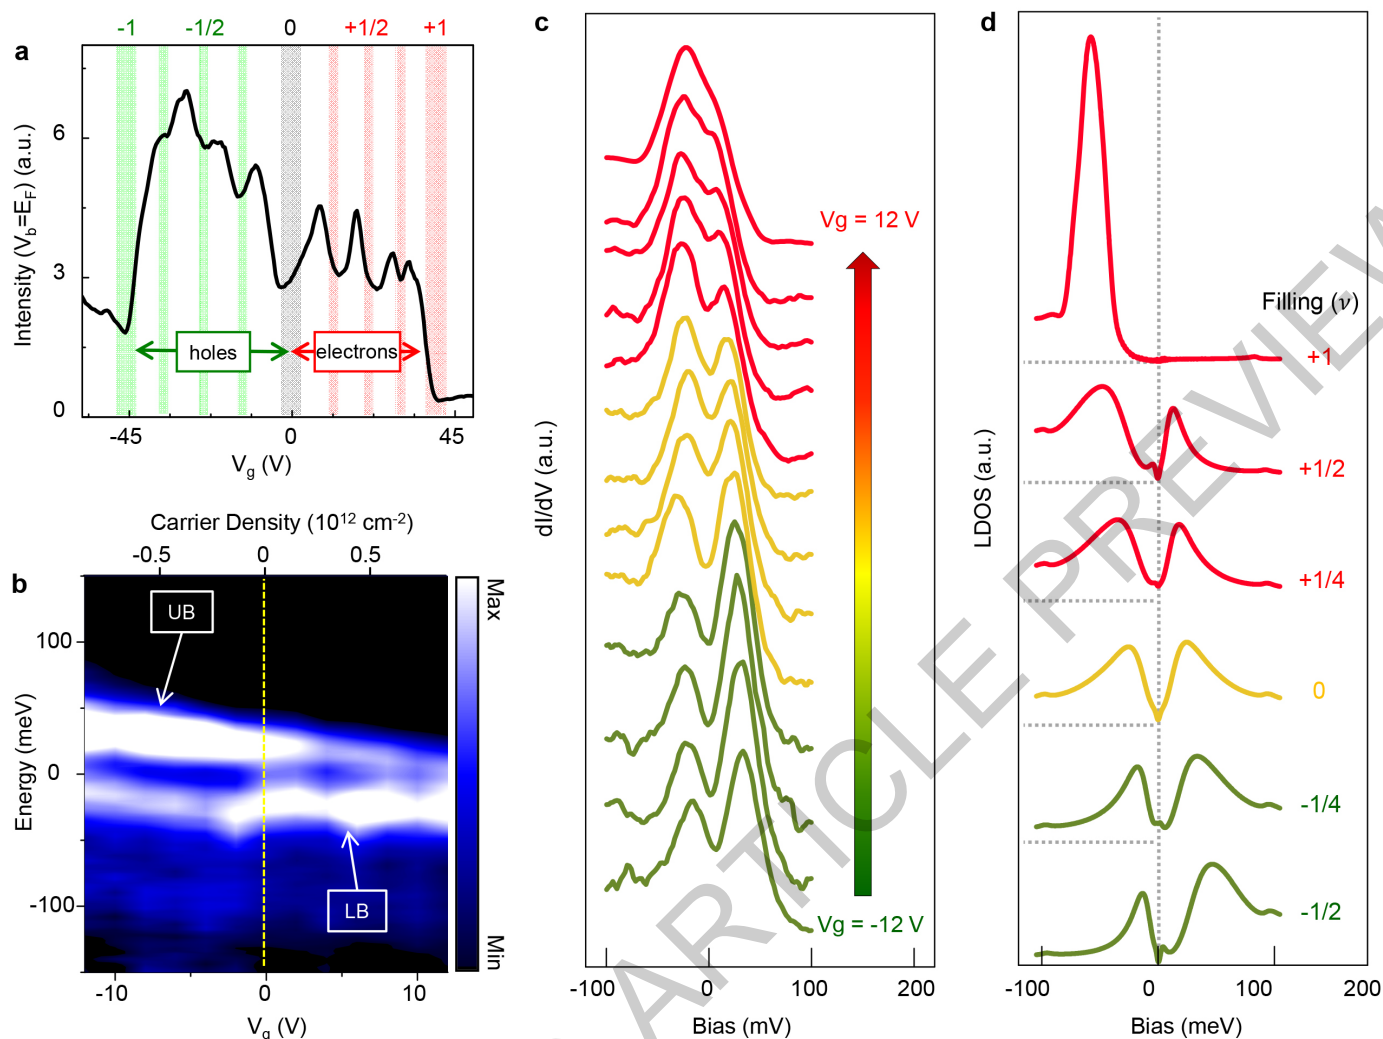 a
-1 -1/2 0 +1/2 +1
Intensity (Vb=EF) (a.u.)
6
3
0
holes
electrons
-45 0 45
Vg (V)
Carrier Density (10¹² cm⁻²)
-0.5 0 0.5
b
UB
LB
Energy (meV)
100
0
-100
-10 0 10
Vg (V)
Max
Min
c
dI/dV (a.u.)
Vg = 12 V
Vg = -12 V
-100 0 100 200
Bias (mV)
d
LDOS (a.u.)
Filling (ν)
+1
+1/2
+1/4
0
-1/4
-1/2
-100 0 100 200
Bias (meV)
ARTICLE PREVIEW